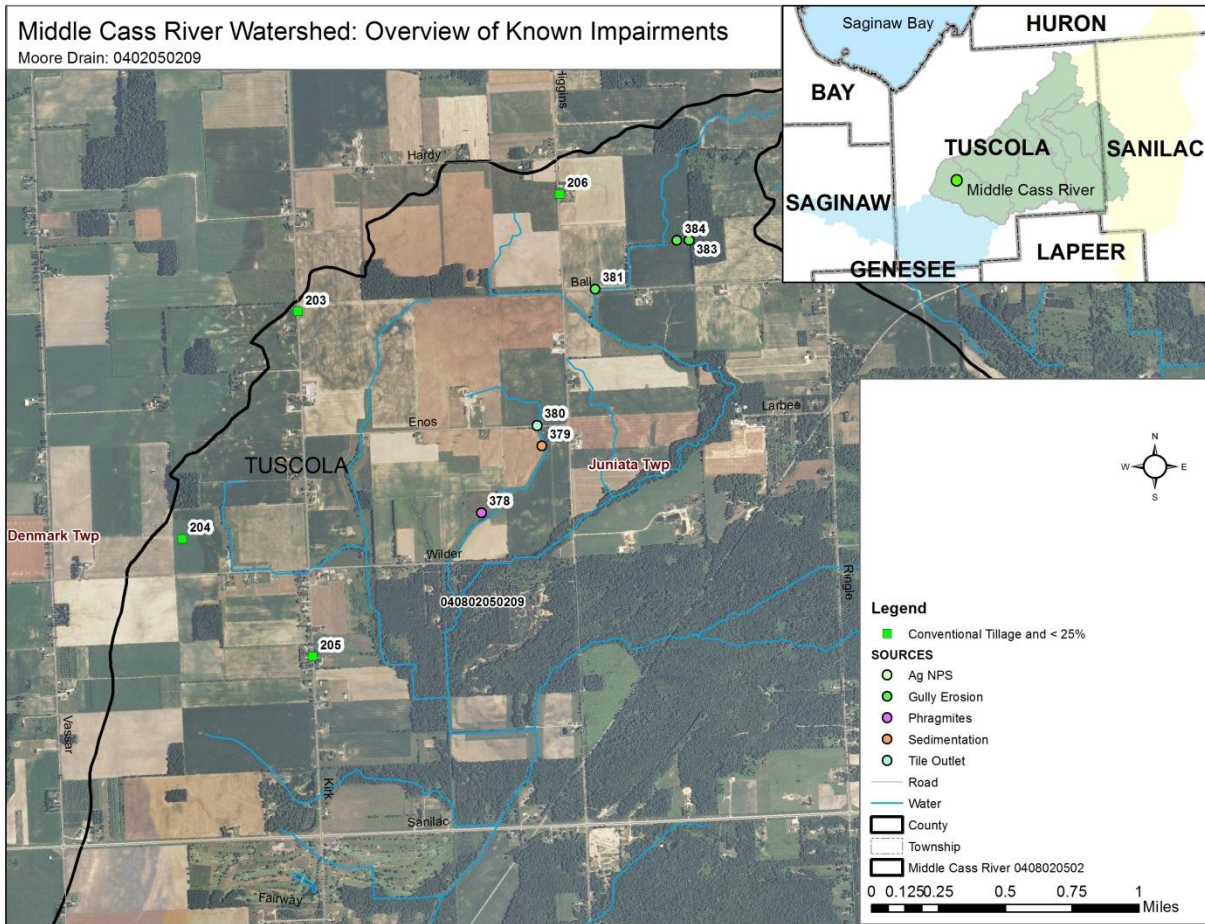 Middle Cass River Watershed: Overview of Known Impairments
Moore Drain: 0402050209
Saginaw Bay
HURON
BAY
TUSCOLA
SANILAC
Middle Cass River
SAGINAW
LAPEER
GENESEE
Higgins
Hardy
206
384
383
381
Ball
203
380
Enos
379
Larbee
TUSCOLA
Juniata Twp
378
204
Denmark Twp
Wilder
Ringle
040802050209
205
Vassar
Kirk
Sanilac
Fairway
N
W E
S
Legend
Conventional Tillage and < 25%
SOURCES
Ag NPS
Gully Erosion
Phragmites
Sedimentation
Tile Outlet
Road
Water
County
Township
Middle Cass River 0408020502
0 0.125 0.25 0.5 0.75 1
Miles